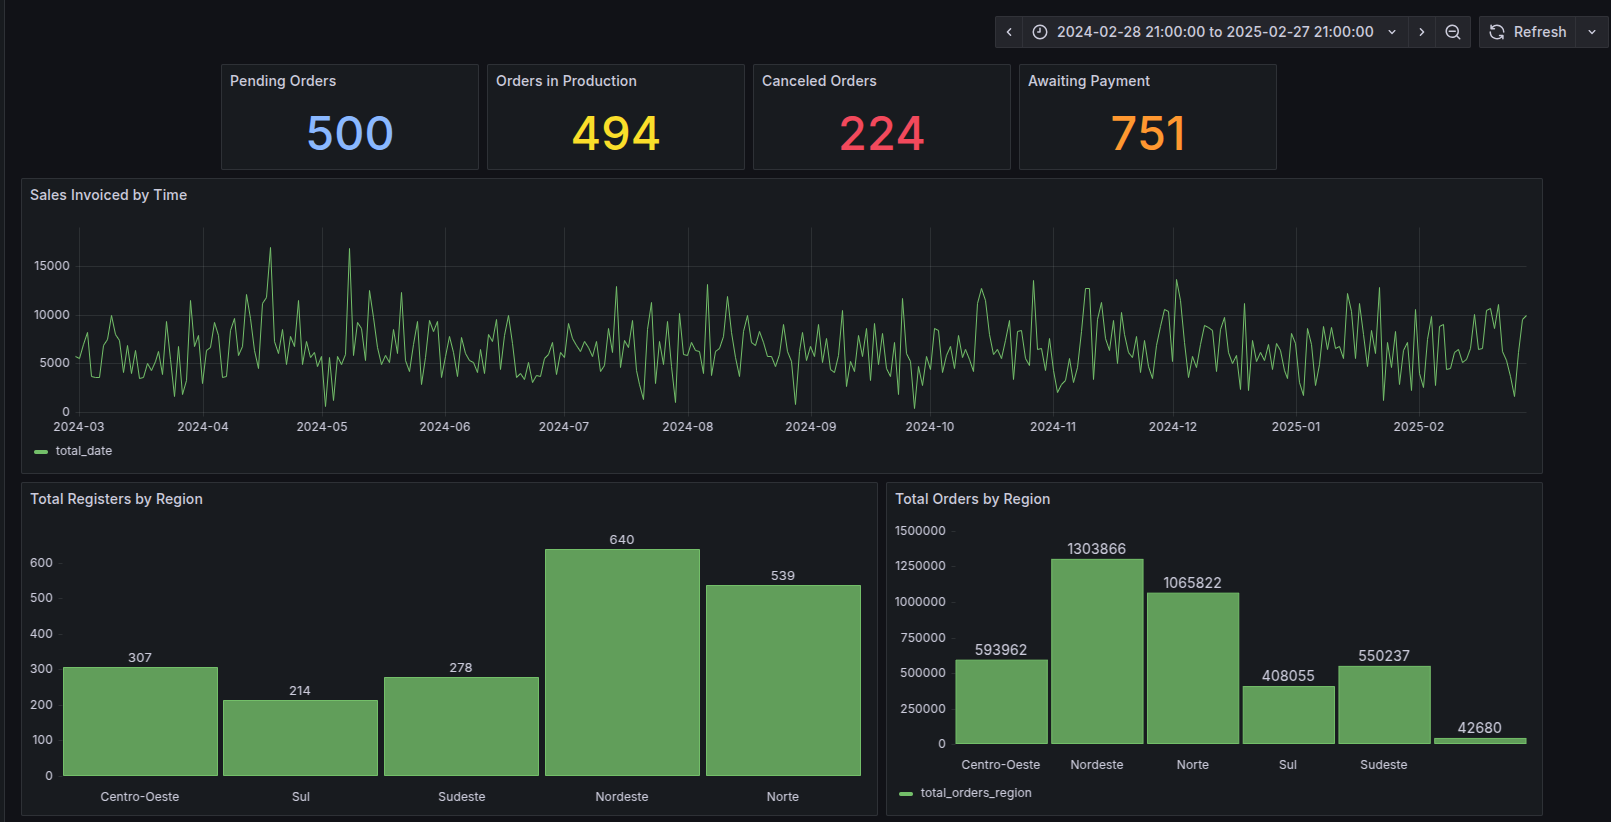 2024-02-28 21:00:00 to 2025-02-27 21:00:00 Refresh
Pending Orders
500
Orders in Production
494
Canceled Orders
224
Awaiting Payment
751
Sales Invoiced by Time
15000
10000
5000
0
2024-03 2024-04 2024-05 2024-06 2024-07 2024-08 2024-09 2024-10 2024-11 2024-12 2025-01 2025-02
total_date
Total Registers by Region
600
500
400
300
200
100
0
307 214 278 640 539
Centro-Oeste Sul Sudeste Nordeste Norte
Total Orders by Region
1500000
1250000
1000000
750000
500000
250000
0
593962 1303866 1065822 408055 550237 42680
Centro-Oeste Nordeste Norte Sul Sudeste
total_orders_region